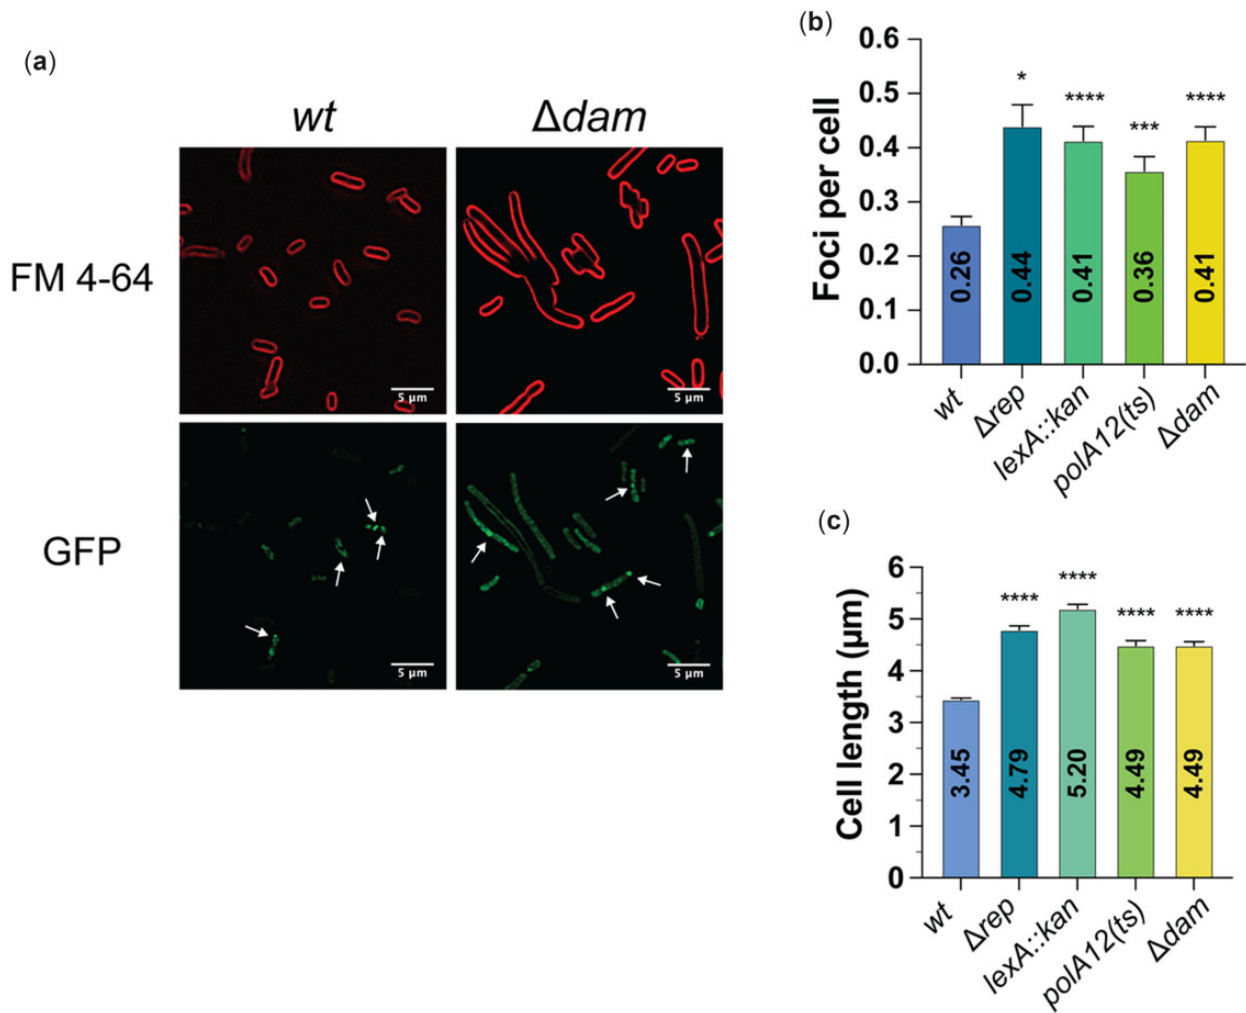 (a)
wt
Δdam
FM 4-64
5 μm
5 μm
GFP
5 μm
5 μm
(b)
Foci per cell
0.6
0.5
0.4
0.3
0.2
0.1
0.0
*
****
***
****
0.26
0.44
0.41
0.36
0.41
wt
Δrep
lexA::kan
polA12(ts)
Δdam
(c)
Cell length (μm)
6
5
4
3
2
1
0
****
****
****
****
3.45
4.79
5.20
4.49
4.49
wt
Δrep
lexA::kan
polA12(ts)
Δdam